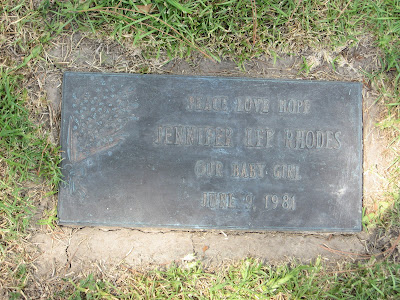 PEACE LOVE HOPE
JENNIFER LEE RHODES
OUR BABY GIRL
JUNE 9, 1981